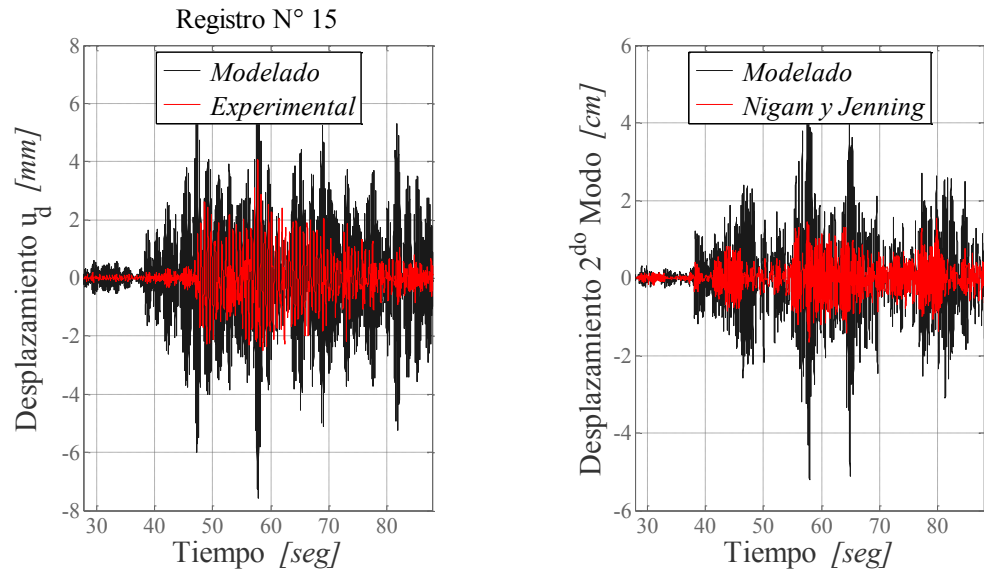 Registro N° 15
Desplazamiento u_d [mm]
8
6
4
2
0
-2
-4
-6
-8
Modelado
Experimental
30 40 50 60 70 80
Tiempo [seg]
Desplazamiento 2^do Modo [cm]
6
4
2
0
-2
-4
-6
Modelado
Nigam y Jenning
30 40 50 60 70 80
Tiempo [seg]